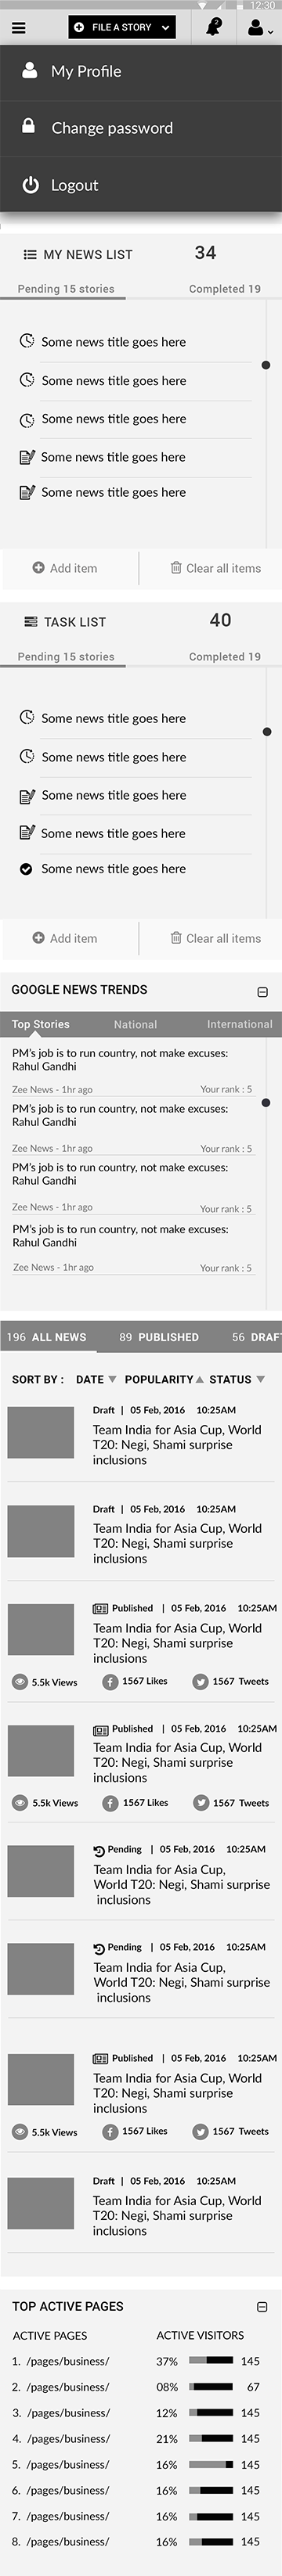 12:30
FILE A STORY
2
My Profile
Change password
Logout
MY NEWS LIST 34
Pending 15 stories Completed 19
Some news title goes here
Some news title goes here
Some news title goes here
Some news title goes here
Some news title goes here
Add item Clear all items
TASK LIST 40
Pending 15 stories Completed 19
Some news title goes here
Some news title goes here
Some news title goes here
Some news title goes here
Some news title goes here
Add item Clear all items
GOOGLE NEWS TRENDS
Top Stories National International
PM's job is to run country, not make excuses:
Rahul Gandhi
Zee News - 1hr ago Your rank : 5
PM's job is to run country, not make excuses:
Rahul Gandhi
Zee News - 1hr ago Your rank : 5
PM's job is to run country, not make excuses:
Rahul Gandhi
Zee News - 1hr ago Your rank : 5
PM's job is to run country, not make excuses:
Rahul Gandhi
Zee News - 1hr ago Your rank : 5
196 ALL NEWS 89 PUBLISHED 56 DRAFT
SORT BY : DATE POPULARITY STATUS
Draft | 05 Feb, 2016 10:25AM
Team India for Asia Cup, World
T20: Negi, Shami surprise
inclusions
Draft | 05 Feb, 2016 10:25AM
Team India for Asia Cup, World
T20: Negi, Shami surprise
inclusions
Published | 05 Feb, 2016 10:25AM
Team India for Asia Cup, World
T20: Negi, Shami surprise
inclusions
5.5k Views 1567 Likes 1567 Tweets
Published | 05 Feb, 2016 10:25AM
Team India for Asia Cup, World
T20: Negi, Shami surprise
inclusions
5.5k Views 1567 Likes 1567 Tweets
Pending | 05 Feb, 2016 10:25AM
Team India for Asia Cup,
World T20: Negi, Shami surprise
inclusions
Pending | 05 Feb, 2016 10:25AM
Team India for Asia Cup,
World T20: Negi, Shami surprise
inclusions
Published | 05 Feb, 2016 10:25AM
Team India for Asia Cup, World
T20: Negi, Shami surprise
inclusions
5.5k Views 1567 Likes 1567 Tweets
Draft | 05 Feb, 2016 10:25AM
Team India for Asia Cup, World
T20: Negi, Shami surprise
inclusions
TOP ACTIVE PAGES
ACTIVE PAGES ACTIVE VISITORS
1. /pages/business/ 37% 145
2. /pages/business/ 08% 67
3. /pages/business/ 12% 145
4. /pages/business/ 21% 145
5. /pages/business/ 16% 145
6. /pages/business/ 16% 145
7. /pages/business/ 16% 145
8. /pages/business/ 16% 145